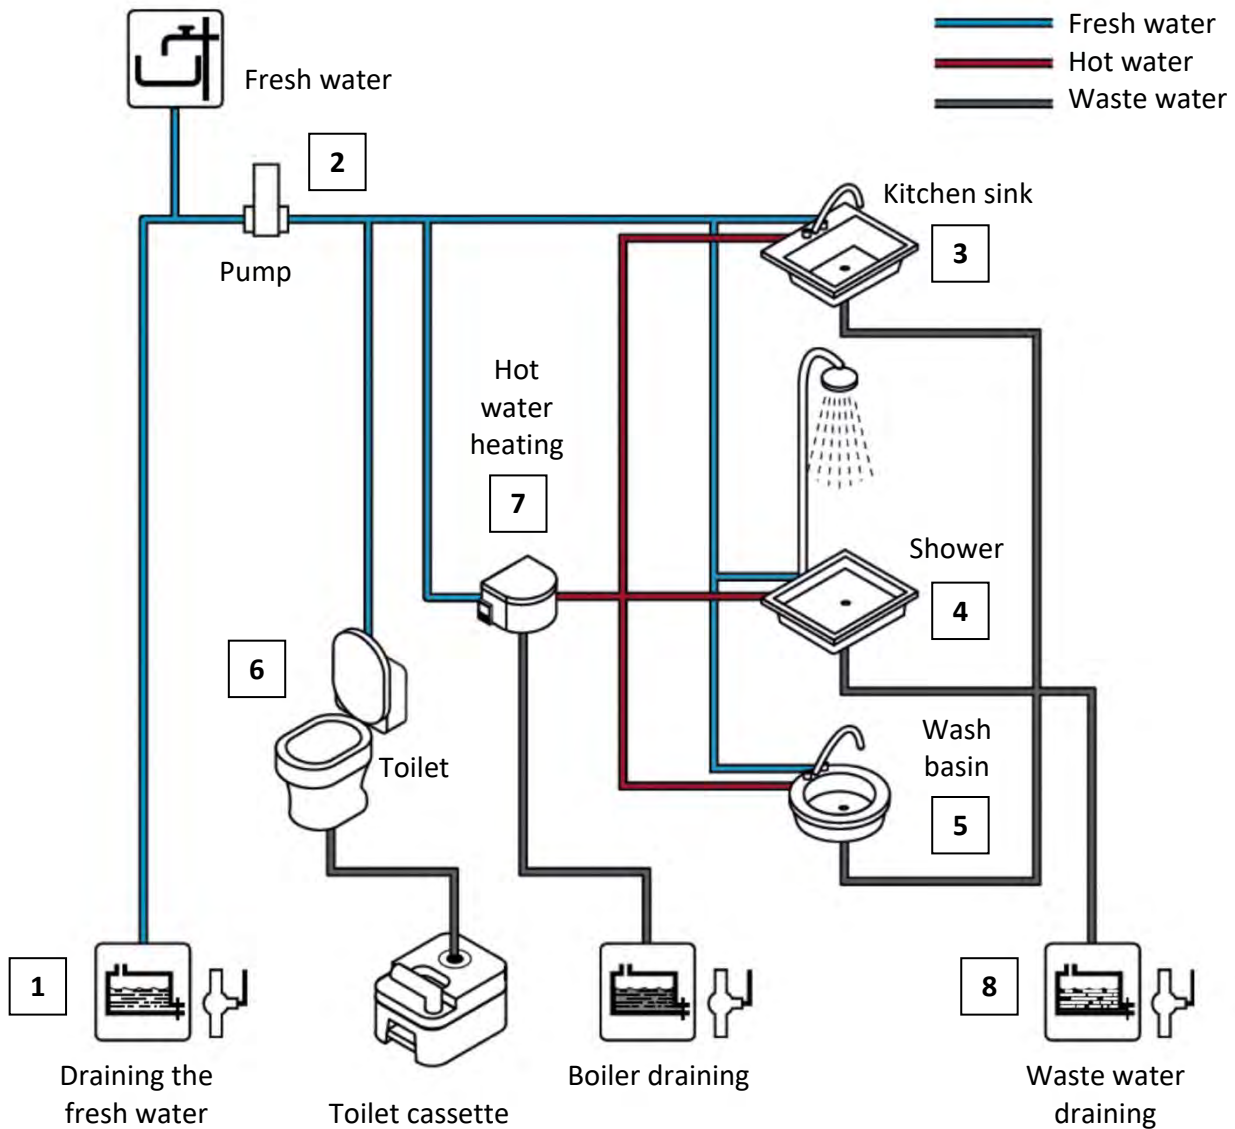 Fresh water
Hot water
Waste water
Fresh water
2
Pump
Kitchen sink
3
Hot
water
heating
7
Shower
4
6
Toilet
Wash
basin
5
1
8
Draining the
fresh water
Toilet cassette
Boiler draining
Waste water
draining